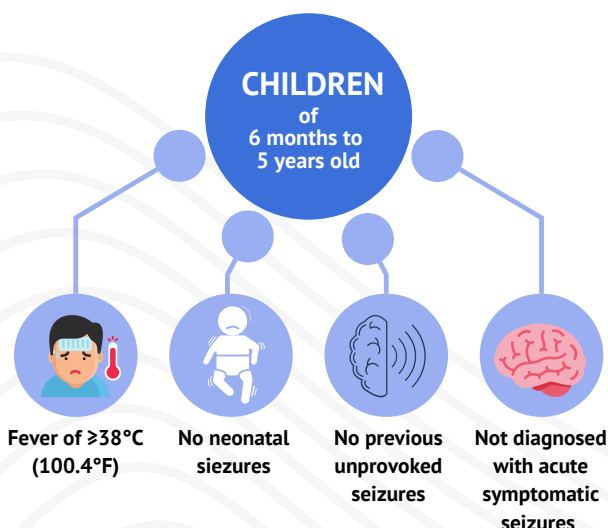 CHILDREN
of
6 months to
5 years old
Fever of ≥38°C
(100.4°F)
No neonatal
siezures
No previous
unprovoked
seizures
Not diagnosed
with acute
symptomatic
seizures